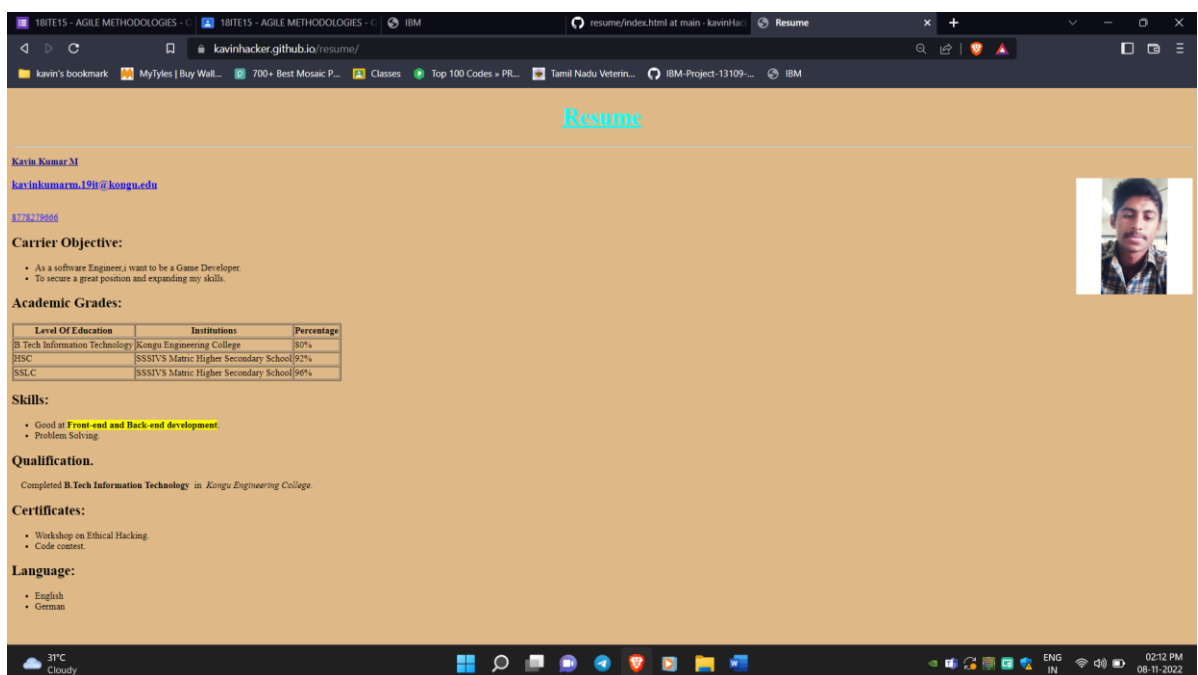 18ITE15 - AGILE METHODOLOGIES - C
18ITE15 - AGILE METHODOLOGIES - C
IBM
resume/index.html at main · kavinHac
Resume
kavinhacker.github.io/resume/
kavin's bookmark
MyTyles | Buy Wall...
700+ Best Mosaic P...
Classes
Top 100 Codes » PR...
Tamil Nadu Veterin...
IBM-Project-13109-...
IBM
Resume
Kavin Kumar M
kavinkumarm.19it@kongu.edu
8778279666
Carrier Objective:
As a software Engineer,i want to be a Game Developer.
To secure a great position and expanding my skills.
Academic Grades:
Level Of Education Institutions Percentage
B.Tech Information Technology Kongu Engineering College 80%
HSC SSSIVS Matric Higher Secondary School 92%
SSLC SSSIVS Matric Higher Secondary School 96%
Skills:
Good at Front-end and Back-end development.
Problem Solving.
Qualification.
Completed B.Tech Information Technology in Kongu Engineering College.
Certificates:
Workshop on Ethical Hacking.
Code contest.
Language:
English
German
31°C
Cloudy
ENG
IN
02:12 PM
08-11-2022